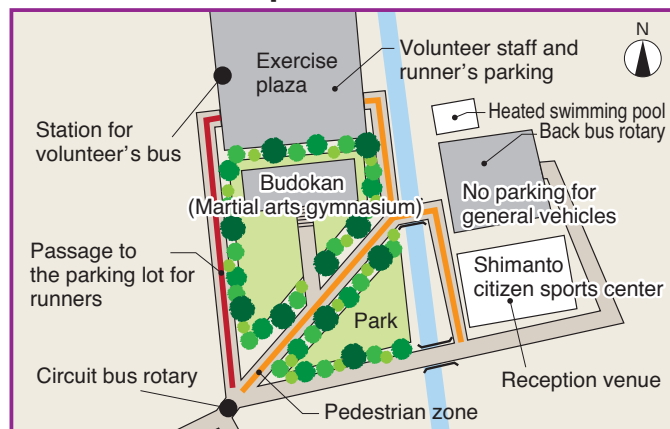 Exercise
plaza
Volunteer staff and
runner's parking
N
Station for
volunteer's bus
Heated swimming pool
Back bus rotary
Budokan
(Martial arts gymnasium)
No parking for
general vehicles
Passage to
the parking lot for
runners
Shimanto
citizen sports center
Park
Circuit bus rotary
Reception venue
Pedestrian zone